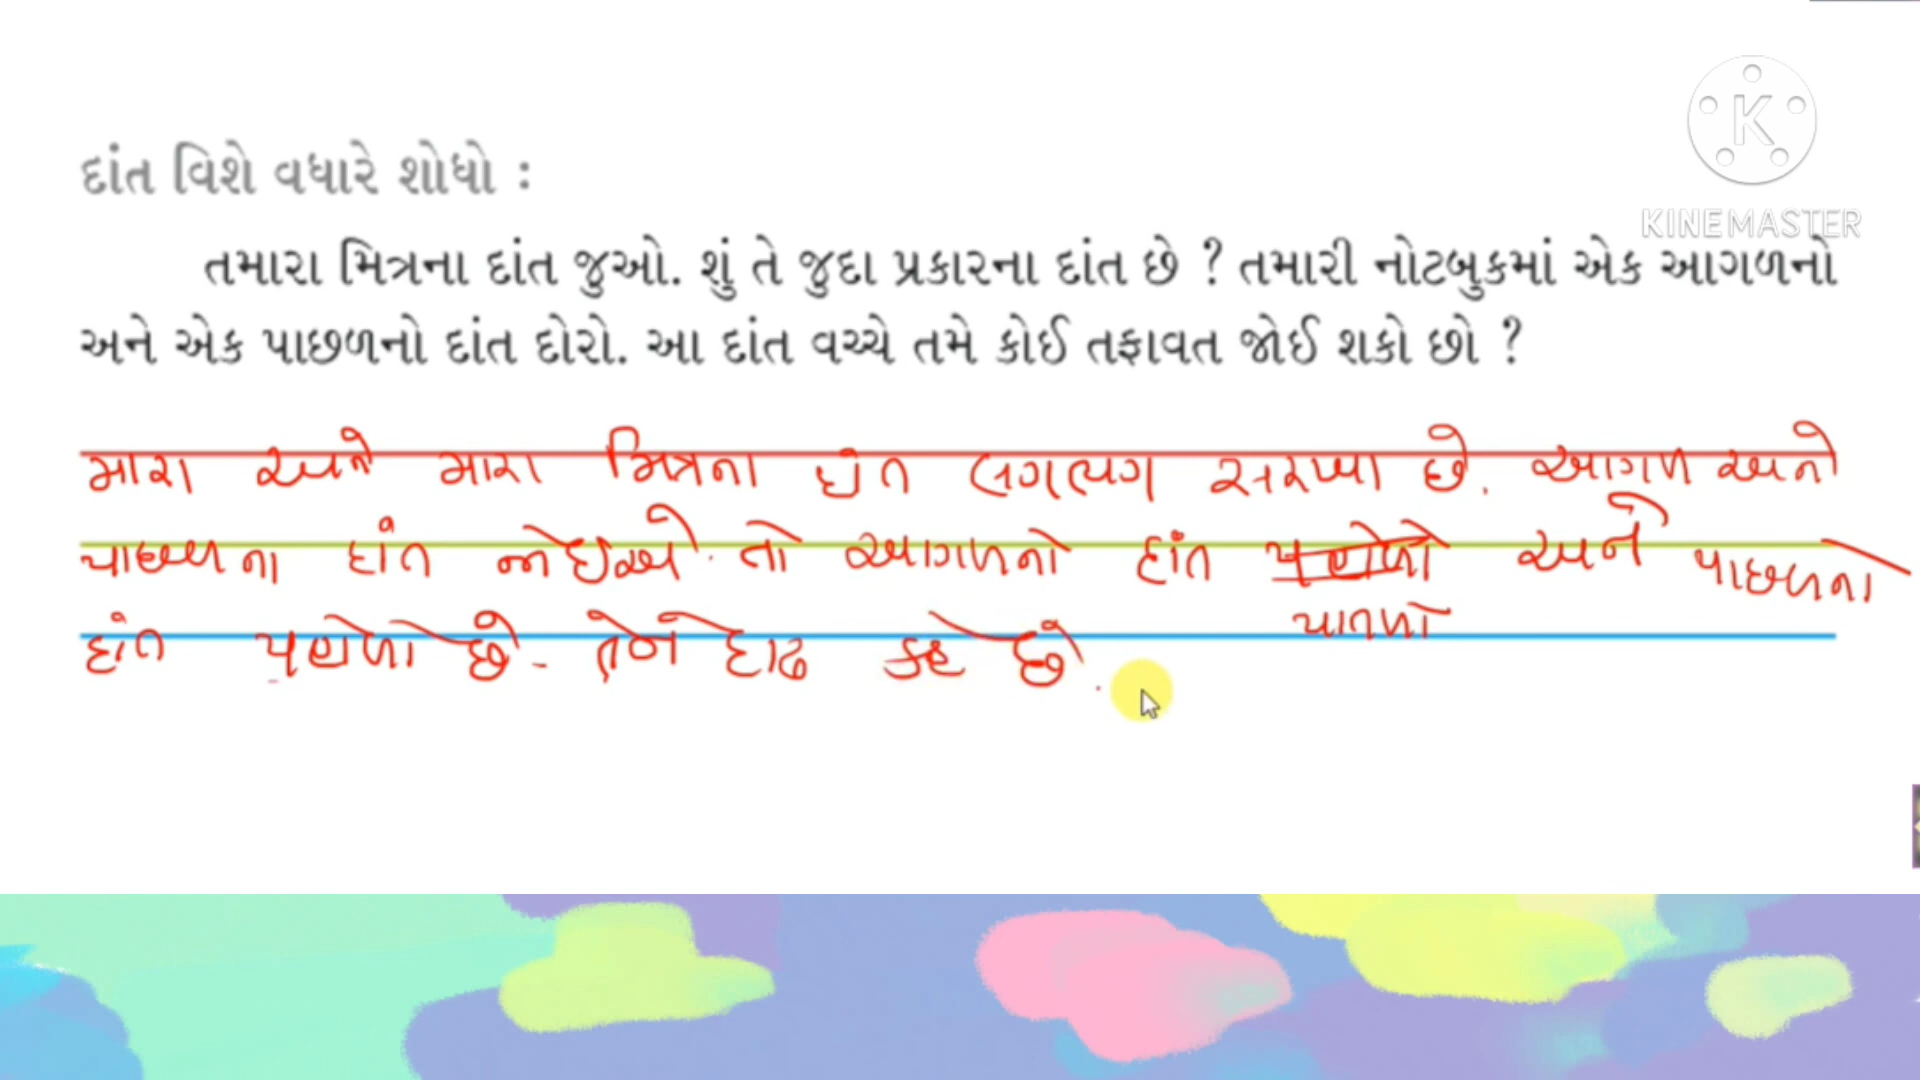 KINEMASTER
દાંત વિશે વધારે શોધો :
તમારા મિત્રના દાંત જુઓ. શું તે જુદા પ્રકારના દાંત છે ? તમારી નોટબુકમાં એક આગળનો
અને એક પાછળનો દાંત દોરો. આ દાંત વચ્ચે તમે કોઈ તફાવત જોઈ શકો છો ?
મારા અને મારા મિત્રના દાંત લગભગ સરખા છે. આગળ અને
પાછળના દાંત જોઈએ. તો આગળનો દાંત પહોળો અને પાછળનો
પાતળો
દાંત પહોળો છે. તેને દાઢ કહે છે.